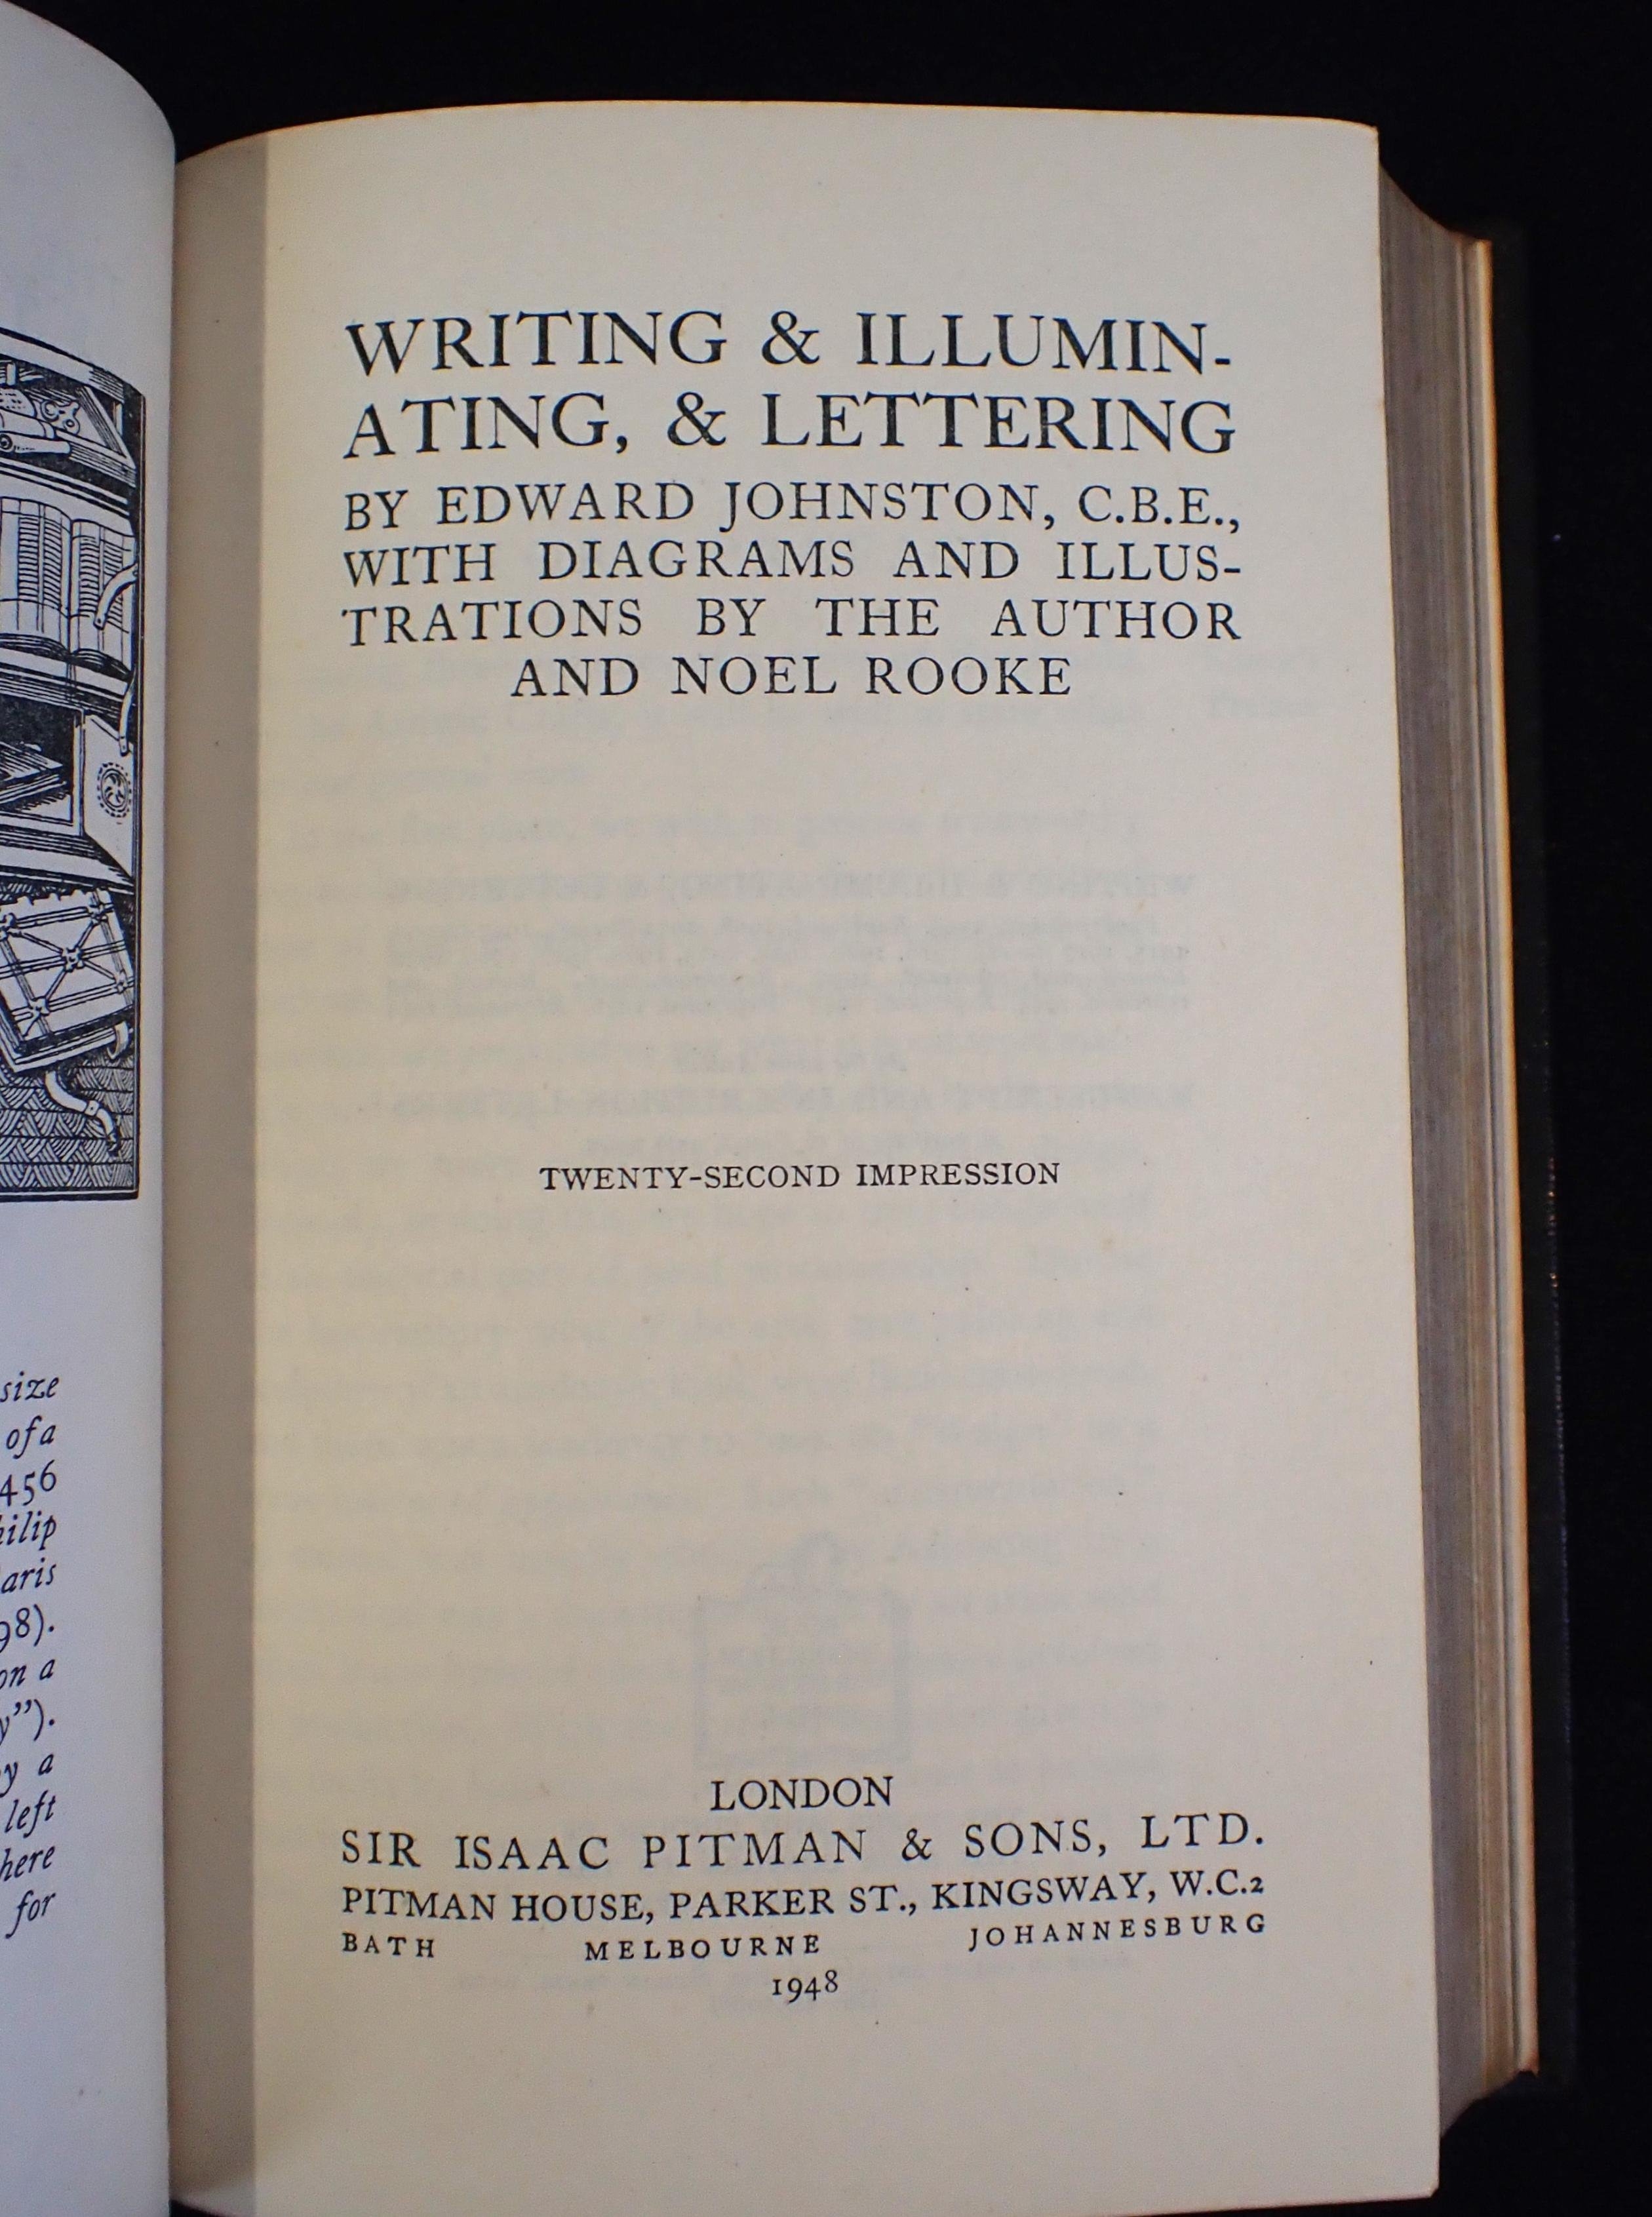 size
of a
456
hilip
aris
98).
on a
y”).
by a
left
here
for
WRITING & ILLUMIN-
ATING, & LETTERING
BY EDWARD JOHNSTON, C.B.E.,
WITH DIAGRAMS AND ILLUS-
TRATIONS BY THE AUTHOR
AND NOEL ROOKE
TWENTY-SECOND IMPRESSION
LONDON
SIR ISAAC PITMAN & SONS, LTD.
PITMAN HOUSE, PARKER ST., KINGSWAY, W.C.2
BATH MELBOURNE JOHANNESBURG
1948